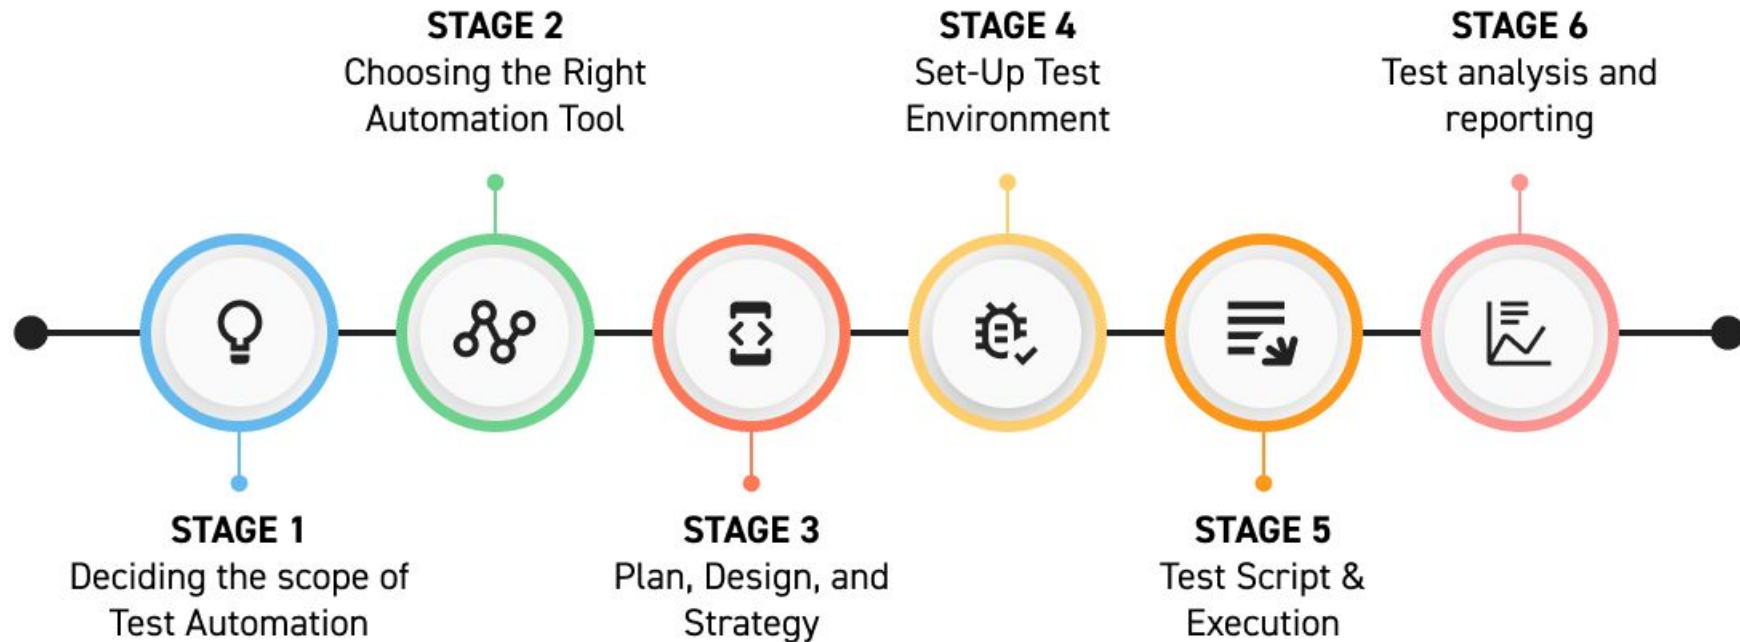 STAGE 1
Deciding the scope of
Test Automation
STAGE 2
Choosing the Right
Automation Tool
STAGE 3
Plan, Design, and
Strategy
STAGE 4
Set-Up Test
Environment
STAGE 5
Test Script &
Execution
STAGE 6
Test analysis and
reporting